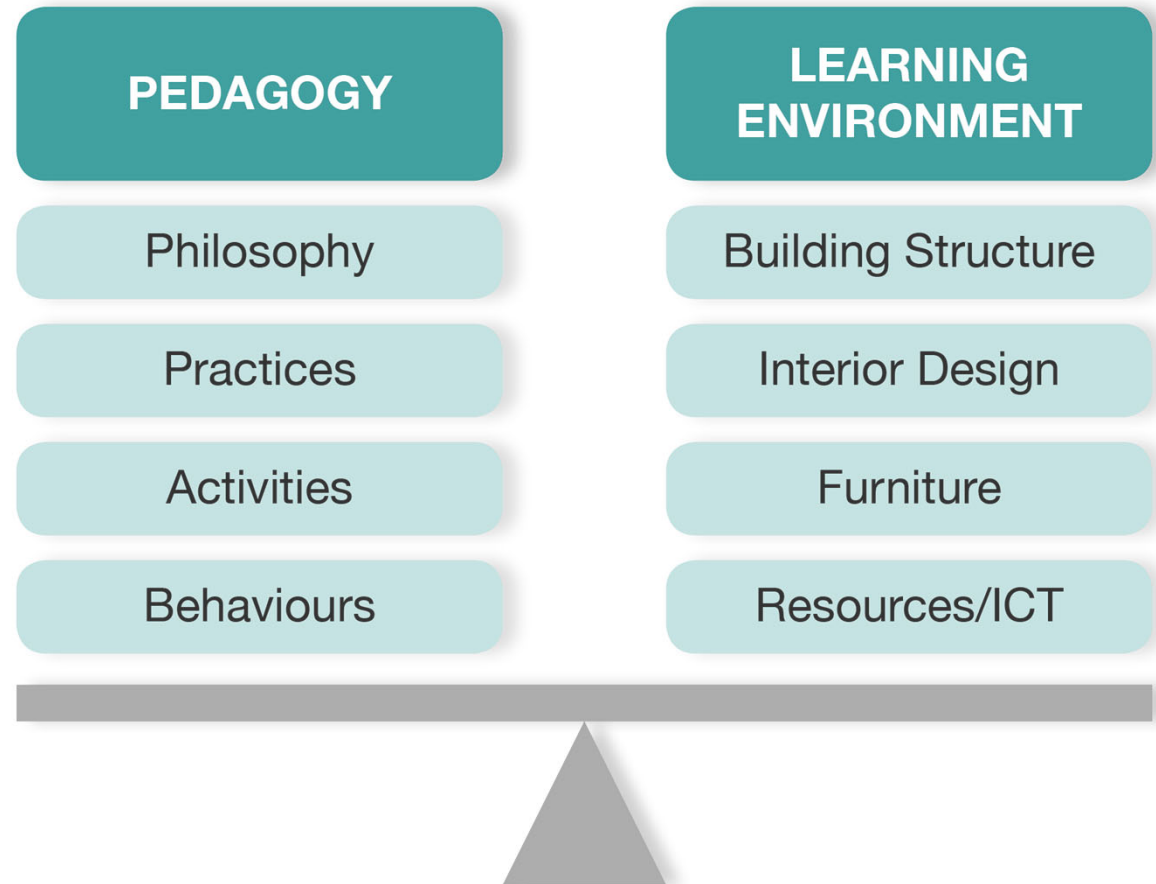 PEDAGOGY
Philosophy
Practices
Activities
Behaviours
LEARNING
ENVIRONMENT
Building Structure
Interior Design
Furniture
Resources/ICT